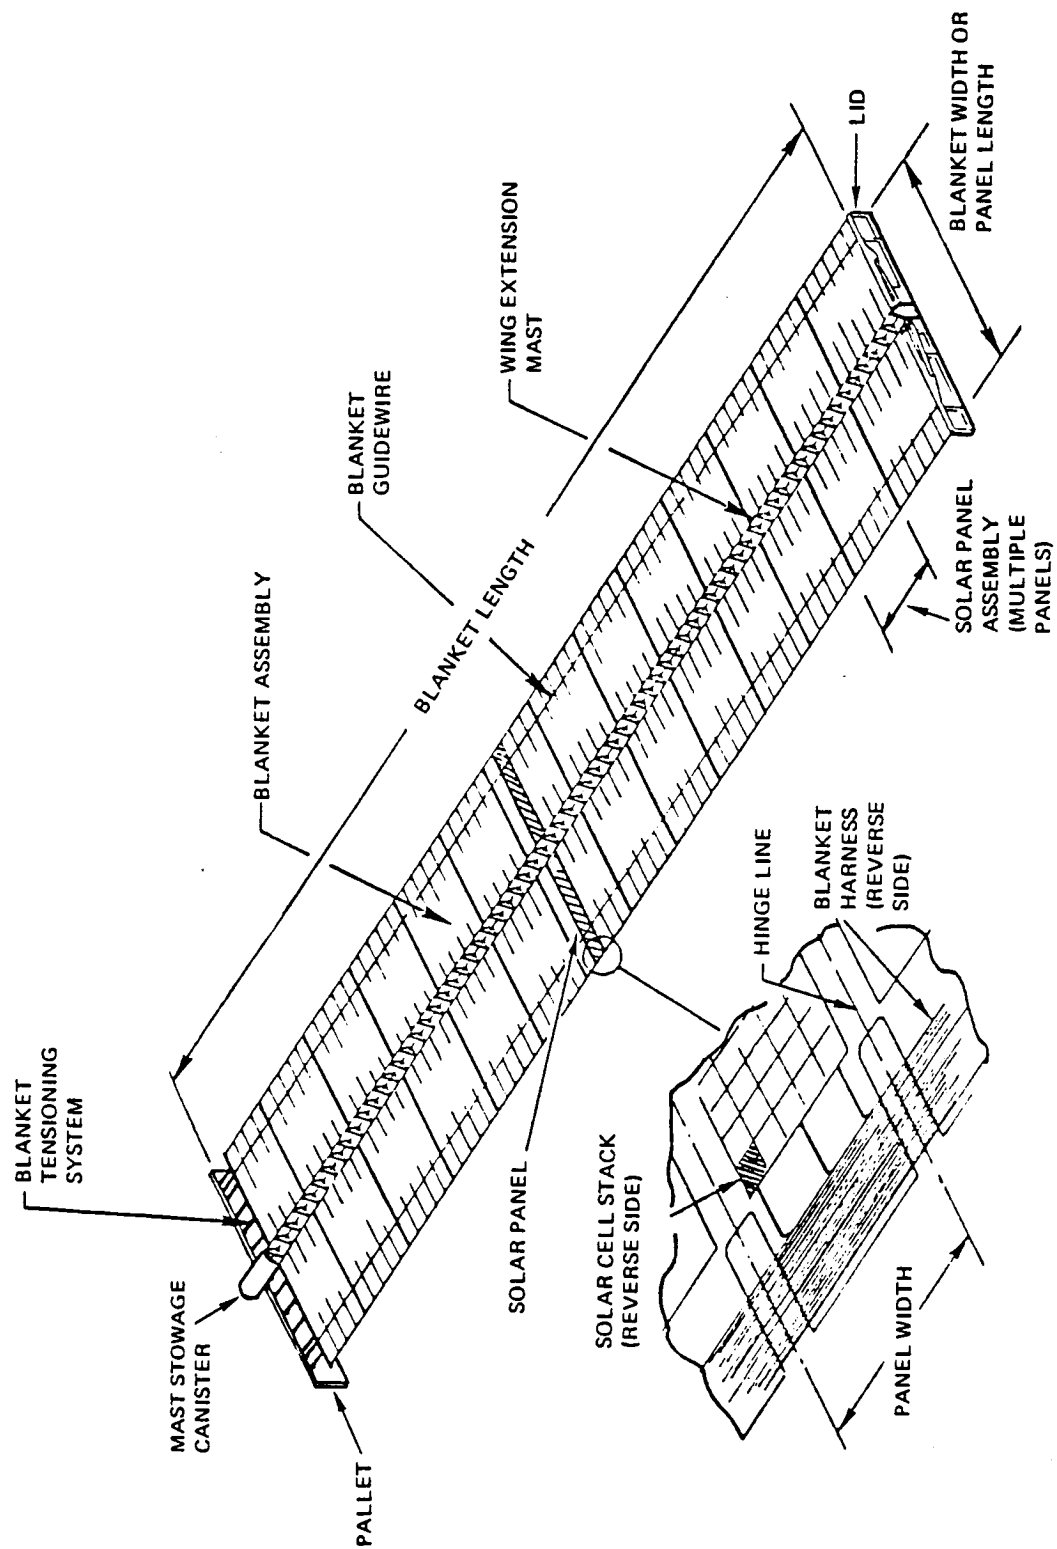 BLANKET
TENSIONING
SYSTEM
MAST STOWAGE
CANISTER
PALLET
BLANKET ASSEMBLY
BLANKET LENGTH
BLANKET
GUIDEWIRE
WING EXTENSION
MAST
LID
BLANKET WIDTH OR
PANEL LENGTH
SOLAR PANEL
ASSEMBLY
(MULTIPLE
PANELS)
SOLAR PANEL
SOLAR CELL STACK
(REVERSE SIDE)
HINGE LINE
BLANKET
HARNESS
(REVERSE
SIDE)
PANEL WIDTH